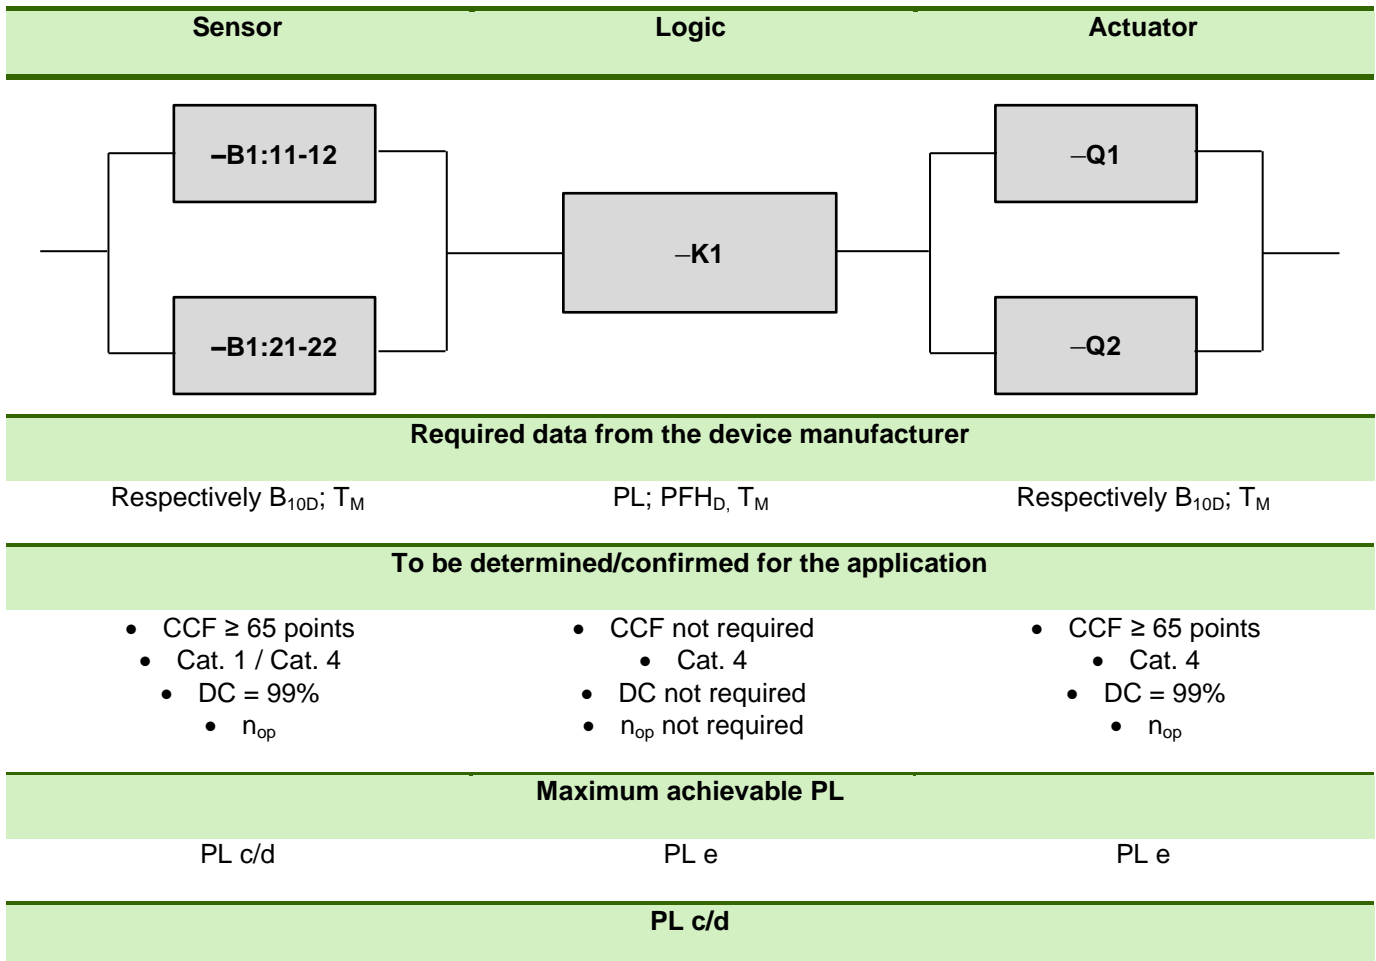 Sensor Logic Actuator
–B1:11-12
–Q1
–K1
–B1:21-22
–Q2
Required data from the device manufacturer
Respectively B10D; TM PL; PFHD, TM Respectively B10D; TM
To be determined/confirmed for the application
• CCF ≥ 65 points • CCF not required • CCF ≥ 65 points
• Cat. 1 / Cat. 4 • Cat. 4 • Cat. 4
• DC = 99% • DC not required • DC = 99%
• nop • nop not required • nop
Maximum achievable PL
PL c/d PL e PL e
PL c/d